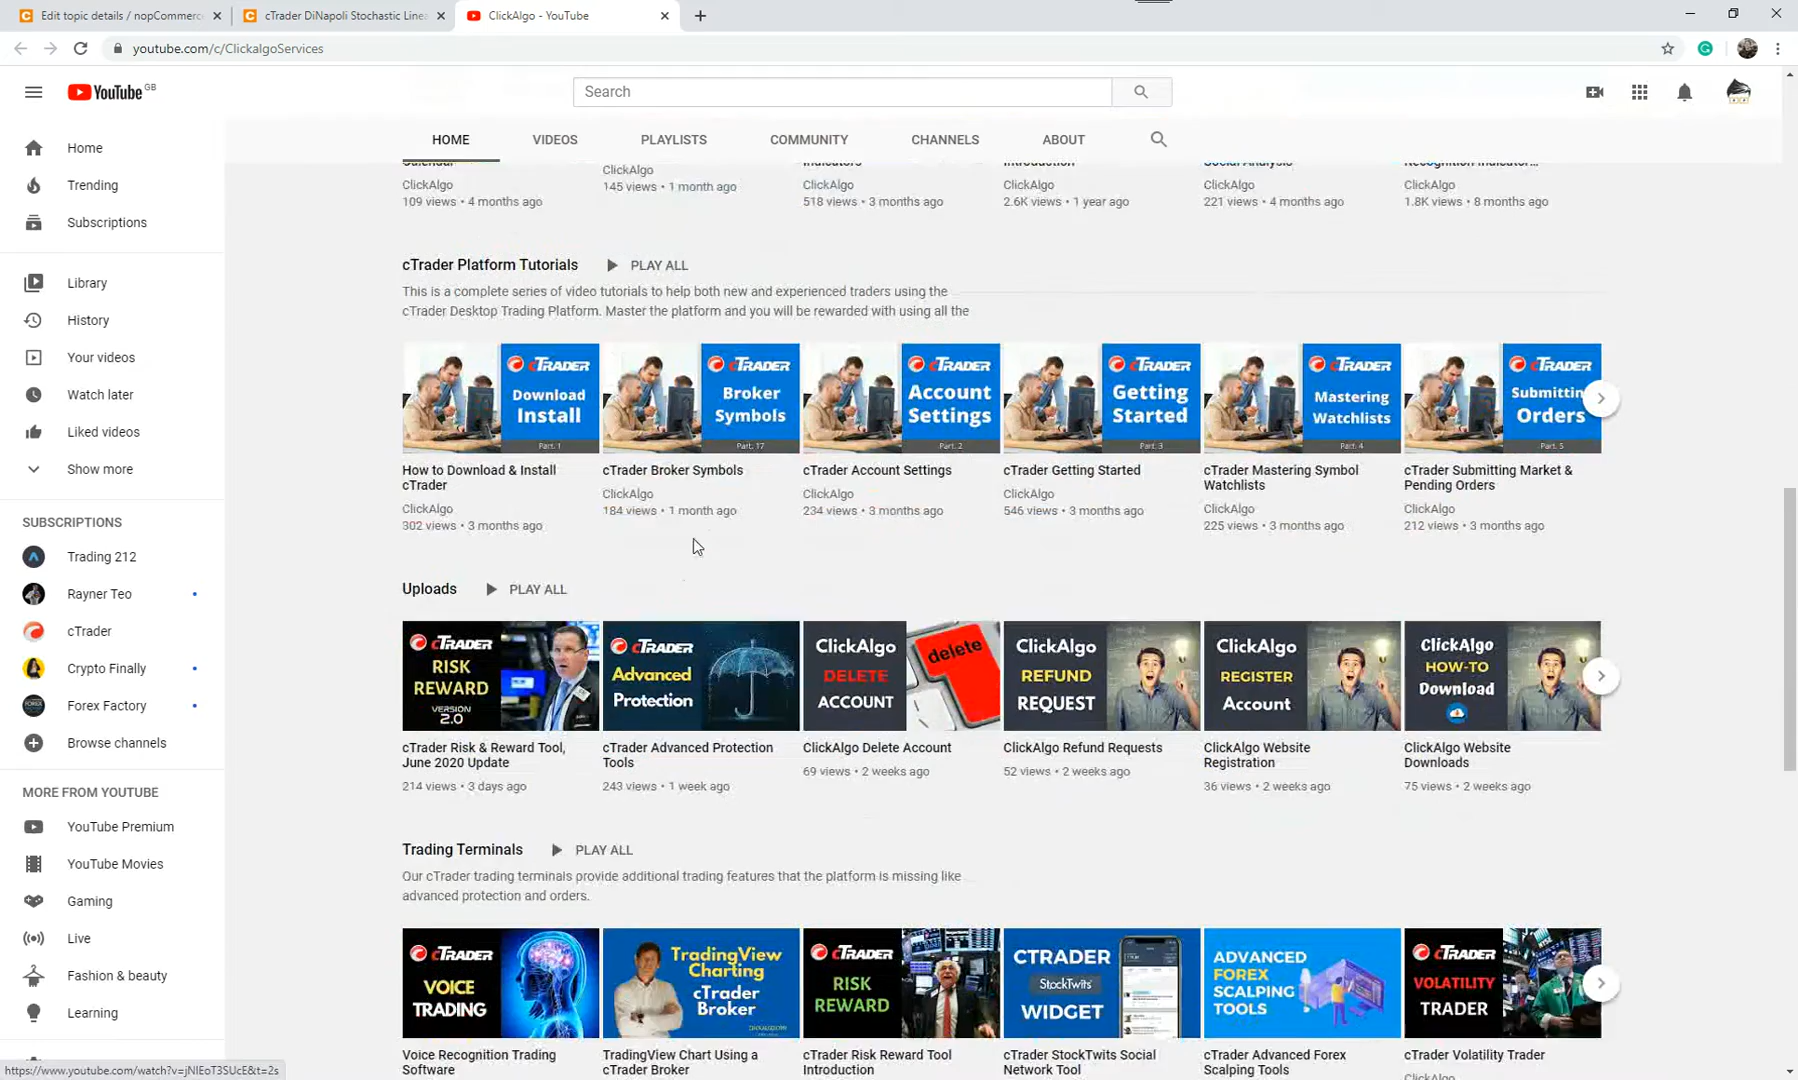 Edit topic details / nopCommerc
cTrader DiNapoli Stochastic Line
ClickAlgo - YouTube
youtube.com/c/ClickalgoServices
YouTube GB
Search
HOME VIDEOS PLAYLISTS COMMUNITY CHANNELS ABOUT
Home
Trending
Subscriptions
Library
History
Your videos
Watch later
Liked videos
Show more
SUBSCRIPTIONS
Trading 212
Rayner Teo
cTrader
Crypto Finally
Forex Factory
Browse channels
MORE FROM YOUTUBE
YouTube Premium
YouTube Movies
Gaming
Live
Fashion & beauty
Learning
Calendar
ClickAlgo
109 views • 4 months ago
ClickAlgo
145 views • 1 month ago
Indicators
ClickAlgo
518 views • 3 months ago
Introduction
ClickAlgo
2.6K views • 1 year ago
Social Analysis
ClickAlgo
221 views • 4 months ago
Recognition Indicator...
ClickAlgo
1.8K views • 8 months ago
cTrader Platform Tutorials PLAY ALL
This is a complete series of video tutorials to help both new and experienced traders using the
cTrader Desktop Trading Platform. Master the platform and you will be rewarded with using all the
cTRADER
Download
Install
Part. 1
How to Download & Install
cTrader
ClickAlgo
302 views • 3 months ago
cTRADER
Broker
Symbols
Part. 17
cTrader Broker Symbols
ClickAlgo
184 views • 1 month ago
cTRADER
Account
Settings
Part. 2
cTrader Account Settings
ClickAlgo
234 views • 3 months ago
cTRADER
Getting
Started
Part. 3
cTrader Getting Started
ClickAlgo
546 views • 3 months ago
cTRADER
Mastering
Watchlists
Part. 4
cTrader Mastering Symbol
Watchlists
ClickAlgo
225 views • 3 months ago
cTRADER
Submitting
Orders
Part. 5
cTrader Submitting Market &
Pending Orders
ClickAlgo
212 views • 3 months ago
Uploads PLAY ALL
cTRADER
RISK
REWARD
VERSION
2.0
cTrader Risk & Reward Tool,
June 2020 Update
214 views • 3 days ago
cTRADER
Advanced
Protection
cTrader Advanced Protection
Tools
243 views • 1 week ago
ClickAlgo
DELETE
ACCOUNT
delete
ClickAlgo Delete Account
69 views • 2 weeks ago
ClickAlgo
REFUND
REQUEST
ClickAlgo Refund Requests
52 views • 2 weeks ago
ClickAlgo
REGISTER
Account
ClickAlgo Website
Registration
36 views • 2 weeks ago
ClickAlgo
HOW-TO
Download
ClickAlgo Website
Downloads
75 views • 2 weeks ago
Trading Terminals PLAY ALL
Our cTrader trading terminals provide additional trading features that the platform is missing like
advanced protection and orders.
cTRADER
VOICE
TRADING
Voice Recognition Trading
Software
TradingView
Charting
cTrader
Broker
CLICKALGO.COM
TradingView Chart Using a
cTrader Broker
cTRADER
RISK
REWARD
cTrader Risk Reward Tool
Introduction
CTRADER
StockTwits
WIDGET
cTrader StockTwits Social
Network Tool
ADVANCED
FOREX
SCALPING
TOOLS
cTrader Advanced Forex
Scalping Tools
cTRADER
VOLATILITY
TRADER
cTrader Volatility Trader
ClickAlgo
https://www.youtube.com/watch?v=jNIEoT3SUcE&t=2s